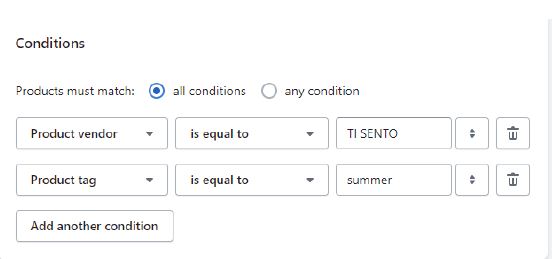 Conditions
Products must match: all conditions any condition
Product vendor is equal to TI SENTO
Product tag is equal to summer
Add another condition